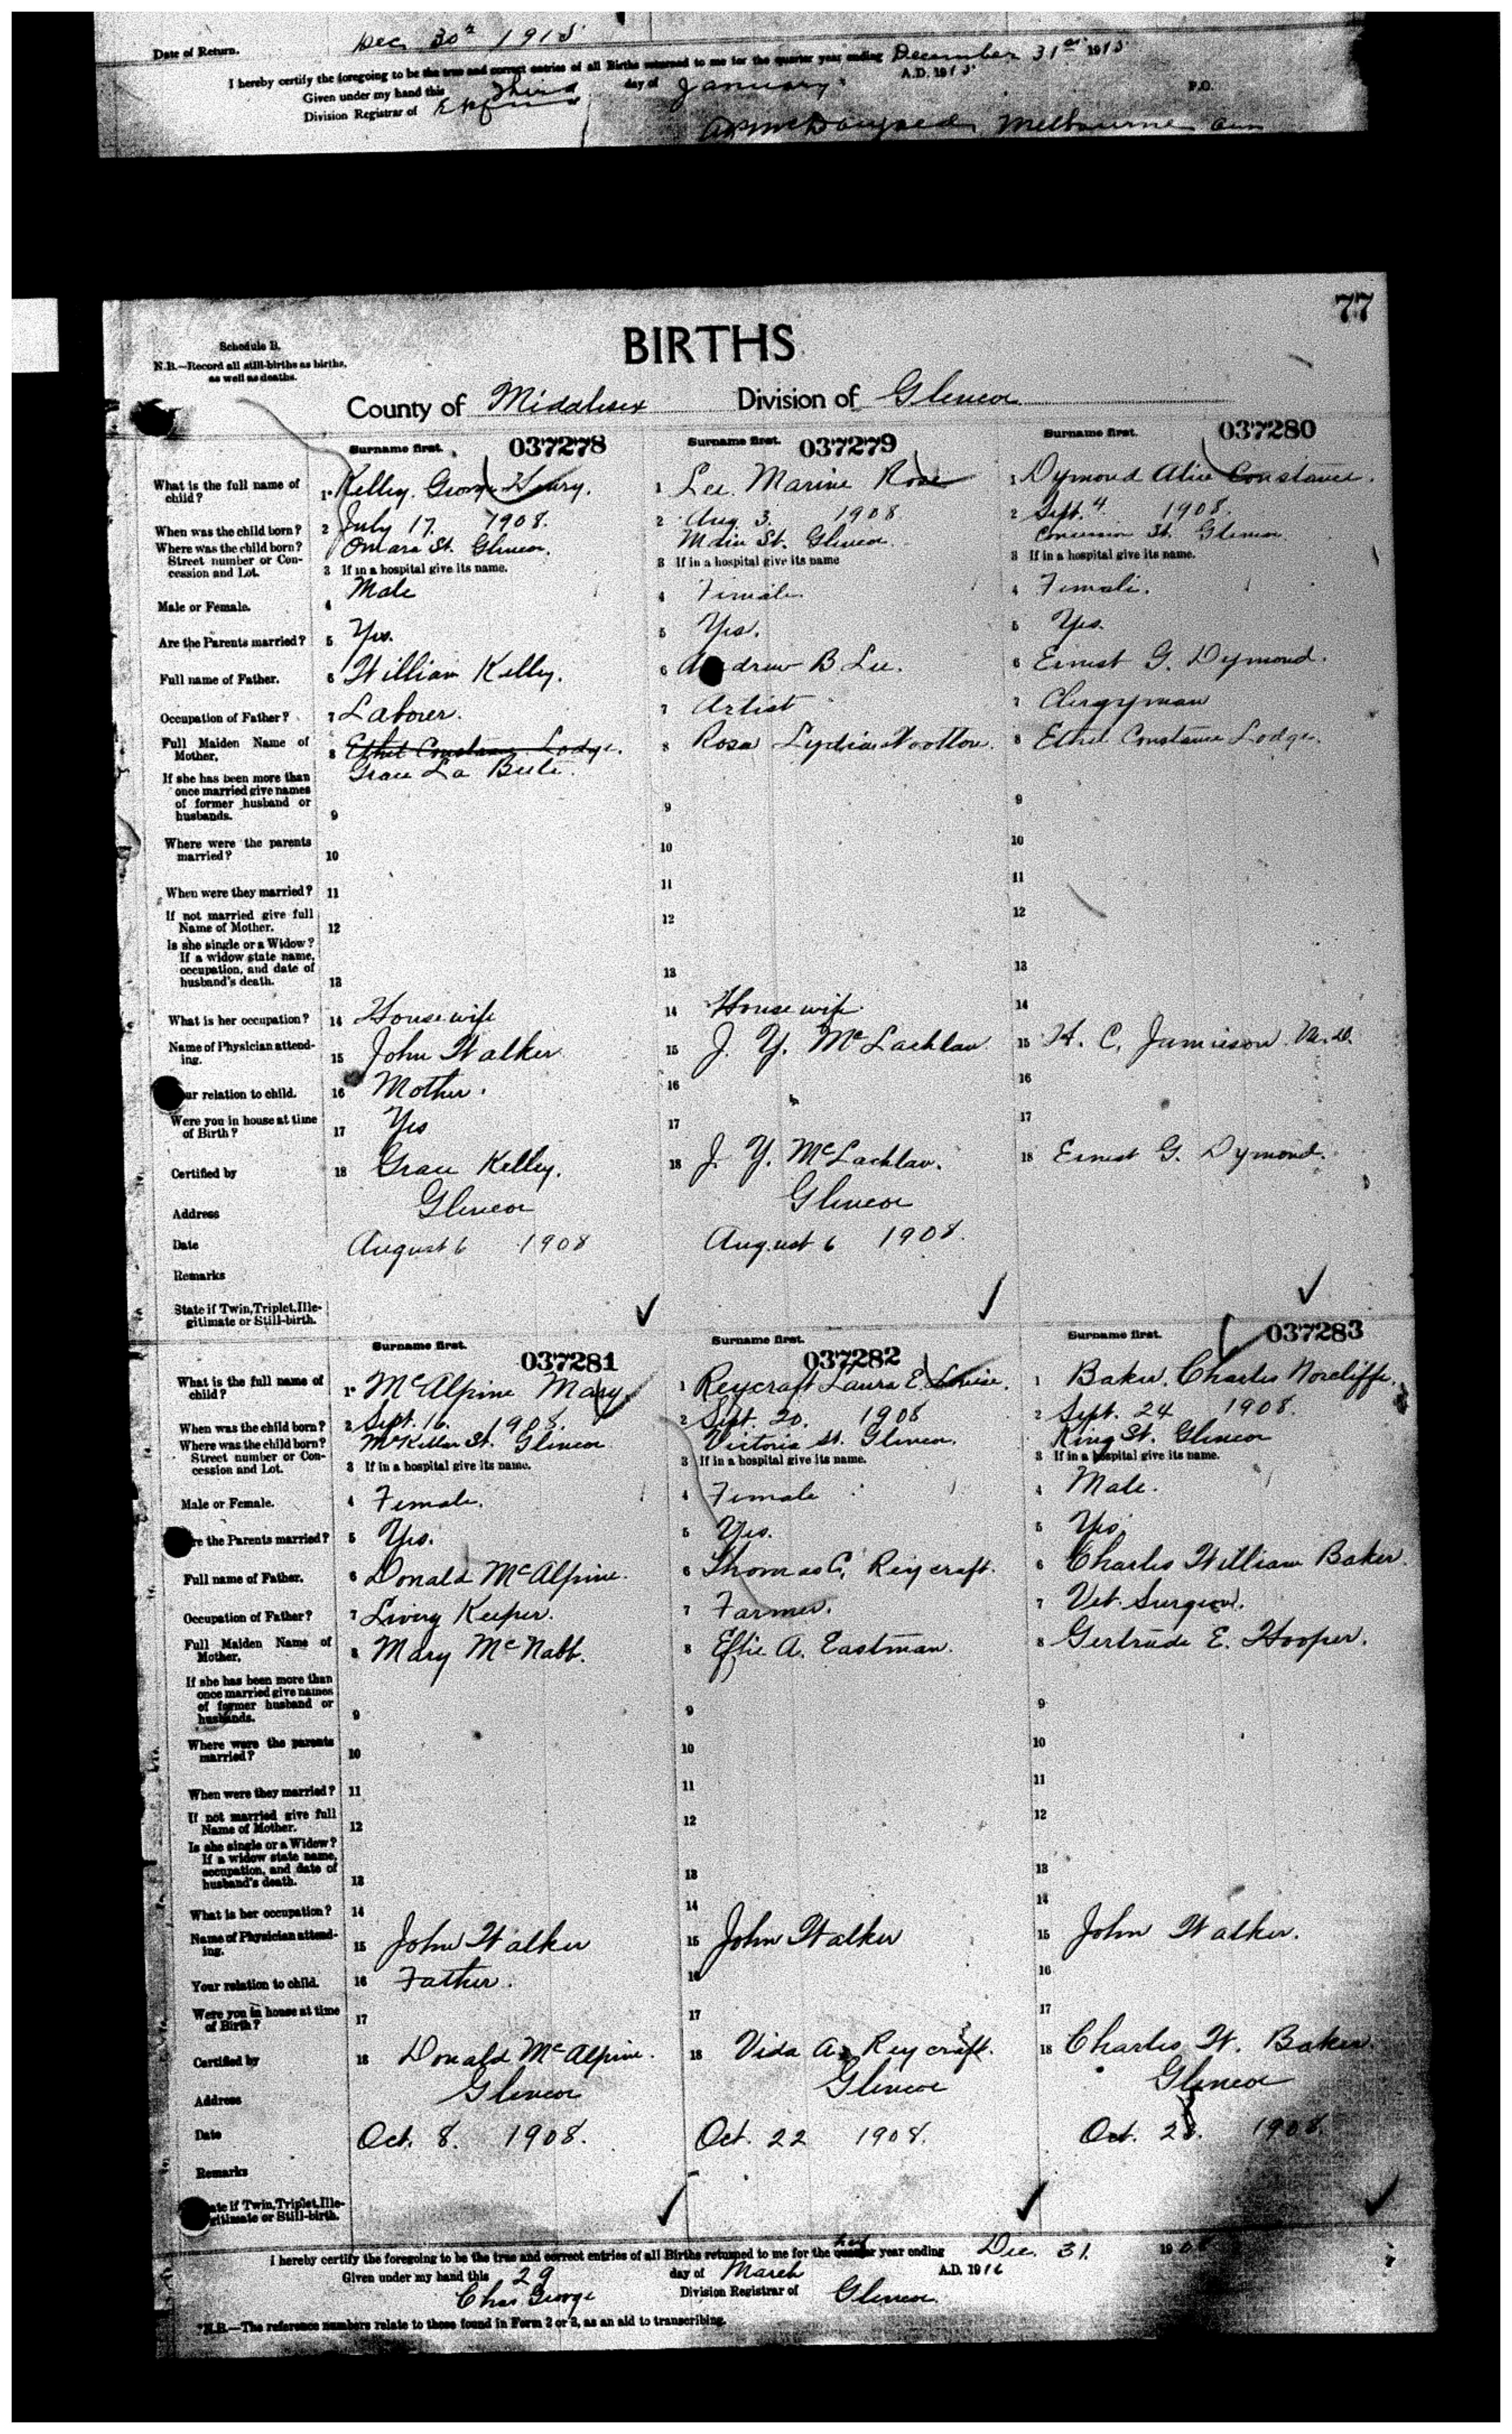 Date of Return. Dec. 30th 1915
I hereby certify the foregoing to be the true and correct entries of all Births returned to me for the quarter year ending December 31st 1915
Given under my hand this Third day of January A.D. 191
Division Registrar of P.O.
Melbourne Ont
77
Schedule B.
N.B.—Record all still-births as births, as well as deaths.
BIRTHS
County of Middlesex Division of Glencoe
Surname first. 037278 Surname first. 037279 Surname first. 037280
What is the full name of child? 1 Kelly. George Henry. 1 Lee. Marine Rose 1 Dymond Alice Constance.
When was the child born? 2 July 17. 1908. 2 Aug. 3. 1908 2 Sept. 4 1908.
Where was the child born? Street number or Concession and Lot. Omara St. Glencoe. Main St. Glencoe. Concession St. Glencoe.
3 If in a hospital give its name. 3 If in a hospital give its name 3 If in a hospital give its name.
Male or Female. 4 Male 4 Female. 4 Female.
Are the Parents married? 5 Yes. 5 Yes. 5 Yes.
Full name of Father. 6 William Kelly. 6 A drew B Lee. 6 Ernest G. Dymond.
Occupation of Father? 7 Laborer. 7 Artist 7 Clergyman
Full Maiden Name of Mother. 8 Ethel Constance Lodge. 8 Rosa Lydia Wootton. 8 Ethel Constance Lodge.
Grace La Bute.
If she has been more than once married give names of former husband or husbands. 9 9 9
Where were the parents married? 10 10 10
When were they married? 11 11 11
If not married give full Name of Mother. 12 12 12
Is she single or a Widow? If a widow state name, occupation, and date of husband's death. 13 13 13
What is her occupation? 14 Housewife 14 Housewife 14
Name of Physician attending. 15 John Walker 15 J. Y. McLachlan 15 H. C. Jamieson M.D.
ur relation to child. 16 Mother. 16 16
Were you in house at time of Birth? 17 Yes 17 17
Certified by 18 Grace Kelley. 18 J. Y. McLachlan. 18 Ernest G. Dymond.
Address Glencoe Glencoe
Date August 6 1908 August 6 1908.
Remarks
State if Twin, Triplet, Illegitimate or Still-birth.
Surname first. 037281 Surname first. 037282 Surname first. 037283
What is the full name of child? 1 McAlpine Mary 1 Reycraft Laura E. Louise. 1 Baker. Charles Norcliffe.
When was the child born? 2 Sept. 16. 1908. 2 Sept. 20. 1908 2 Sept. 24 1908.
Where was the child born? Street number or Concession and Lot. McKellar St. Glencoe Victoria St. Glencoe. King St. Glencoe
3 If in a hospital give its name. 3 If in a hospital give its name. 3 If in a hospital give its name.
Male or Female. 4 Female. 4 Female 4 Male.
re the Parents married? 5 Yes. 5 Yes. 5 Yes
Full name of Father. 6 Donald McAlpine. 6 Thomas C. Reycraft. 6 Charles William Baker.
Occupation of Father? 7 Livery Keeper. 7 Farmer. 7 Vet. Surgeon.
Full Maiden Name of Mother. 8 Mary McNabb. 8 Effie A. Eastman. 8 Gertrude E. Hooper.
If she has been more than once married give names of former husband or husbands. 9 9 9
Where were the parents married? 10 10 10
When were they married? 11 11 11
If not married give full Name of Mother. 12 12 12
Is she single or a Widow? If a widow state name, occupation, and date of husband's death. 13 13 13
What is her occupation? 14 14 14
Name of Physician attending. 15 John Walker 15 John Walker 15 John Walker.
Your relation to child. 16 Father. 16 16
Were you in house at time of Birth? 17 17 17
Certified by 18 Donald McAlpine. 18 Vida A. Reycraft. 18 Charles W. Baker.
Address Glencoe Glencoe Glencoe
Date Oct. 8. 1908. Oct. 22 1908. Oct. 28. 1908.
Remarks
ate if Twin, Triplet, Illegitimate or Still-birth.
I hereby certify the foregoing to be the true and correct entries of all Births returned to me for the half quarter year ending Dec. 31. 1908
Given under my hand this 29 day of March A.D. 1916
Chas George Division Registrar of Glencoe.
*N.B.—The reference numbers relate to those found in Form 2 or 3, as an aid to transcribing.